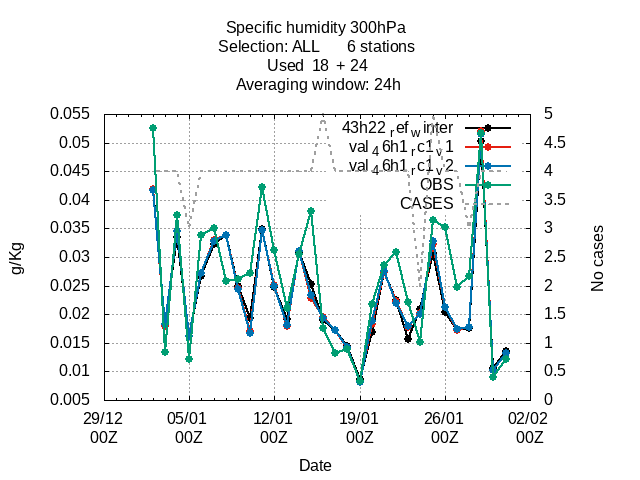 Specific humidity 300hPa
Selection: ALL 6 stations
Used 18 + 24
Averaging window: 24h
0.055
0.05
0.045
0.04
0.035
0.03
0.025
0.02
0.015
0.01
0.005
g/Kg
5
4.5
4
3.5
3
2.5
2
1.5
1
0.5
0
No cases
43h22_ref_winter
val_46h1_rc1_v1
val_46h1_rc1_v2
OBS
CASES
29/12 05/01 12/01 19/01 26/01 02/02
00Z 00Z 00Z 00Z 00Z 00Z
Date